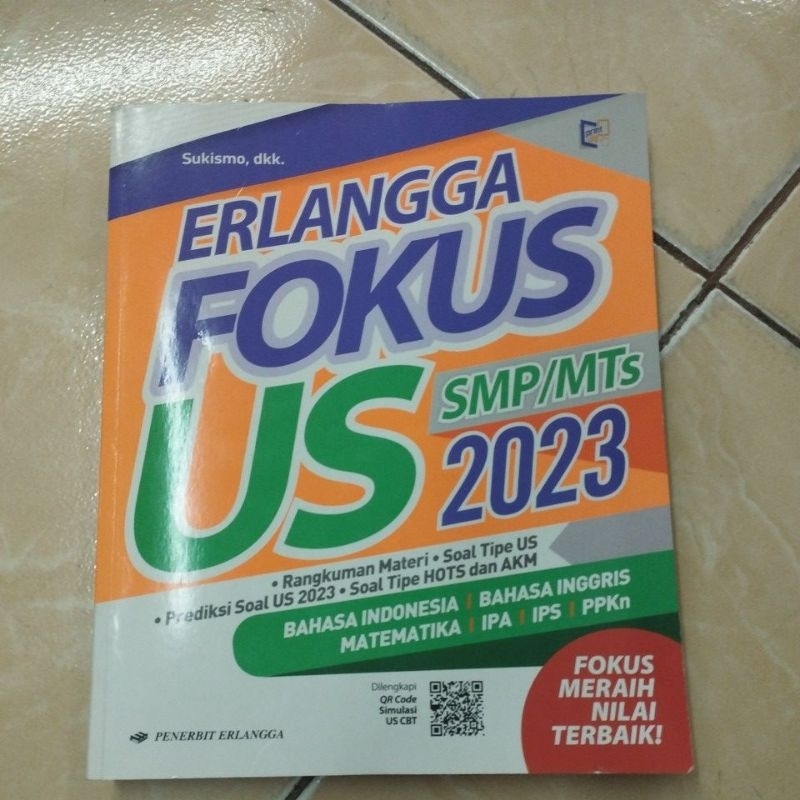 Sukismo, dkk.
ERLANGGA
FOKUS
US
SMP/MTs
2023
• Rangkuman Materi • Soal Tipe US
• Prediksi Soal US 2023 • Soal Tipe HOTS dan AKM
BAHASA INDONESIA | BAHASA INGGRIS
MATEMATIKA | IPA | IPS | PPKn
Dilengkapi
QR Code
Simulasi
US CBT
FOKUS
MERAIH
NILAI
TERBAIK!
PENERBIT ERLANGGA